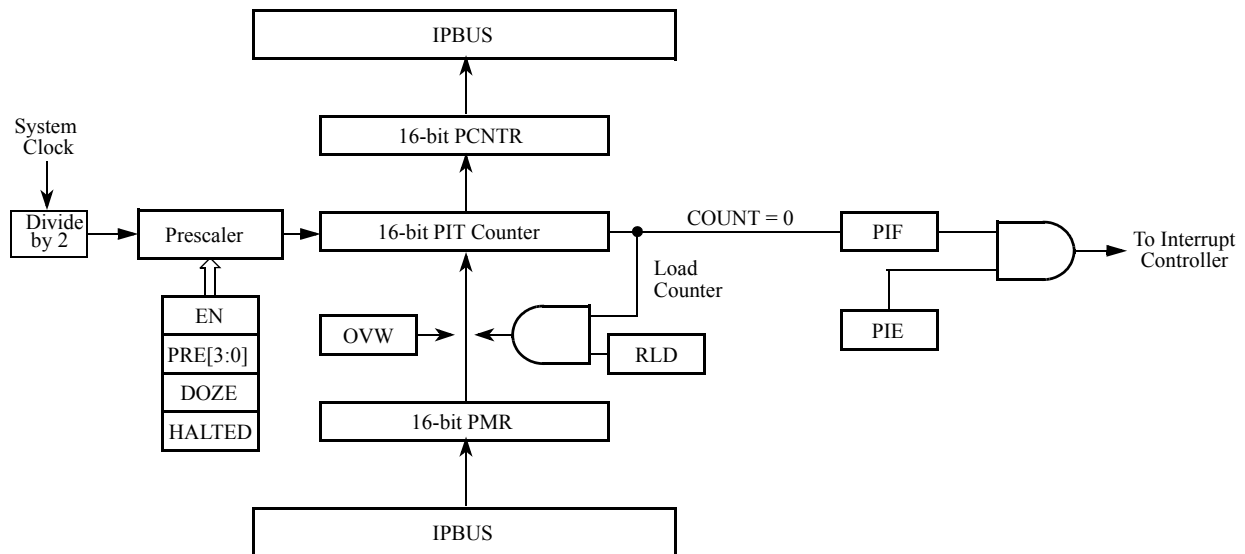 IPBUS
16-bit PCNTR
System
Clock
Divide
by 2
Prescaler
16-bit PIT Counter
COUNT = 0
PIF
To Interrupt
Controller
Load
Counter
EN
PRE[3:0]
DOZE
HALTED
OVW
RLD
PIE
16-bit PMR
IPBUS